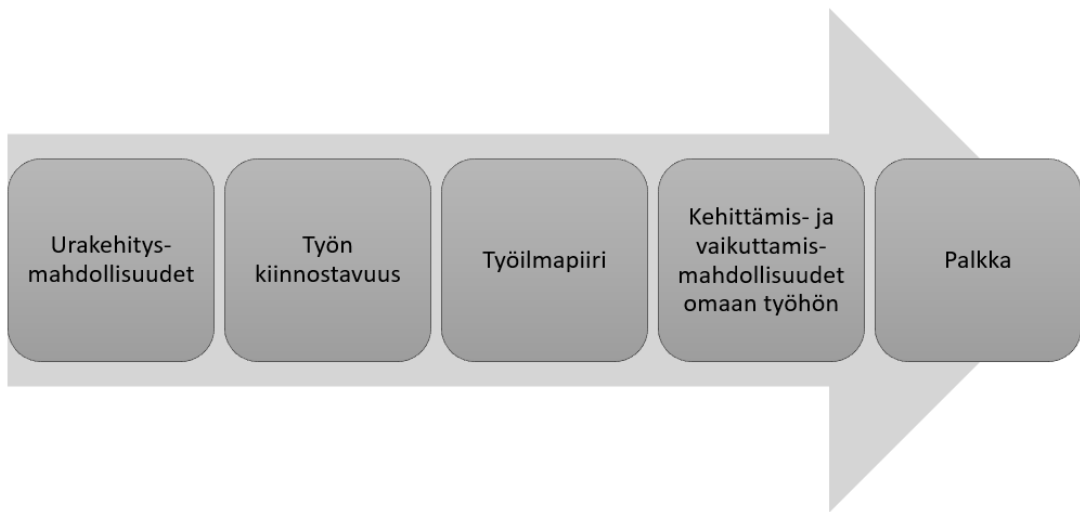 Urakehitys-
mahdollisuudet
Työn
kiinnostavuus
Työilmapiiri
Kehittämis- ja
vaikuttamis-
mahdollisuudet
omaan työhön
Palkka